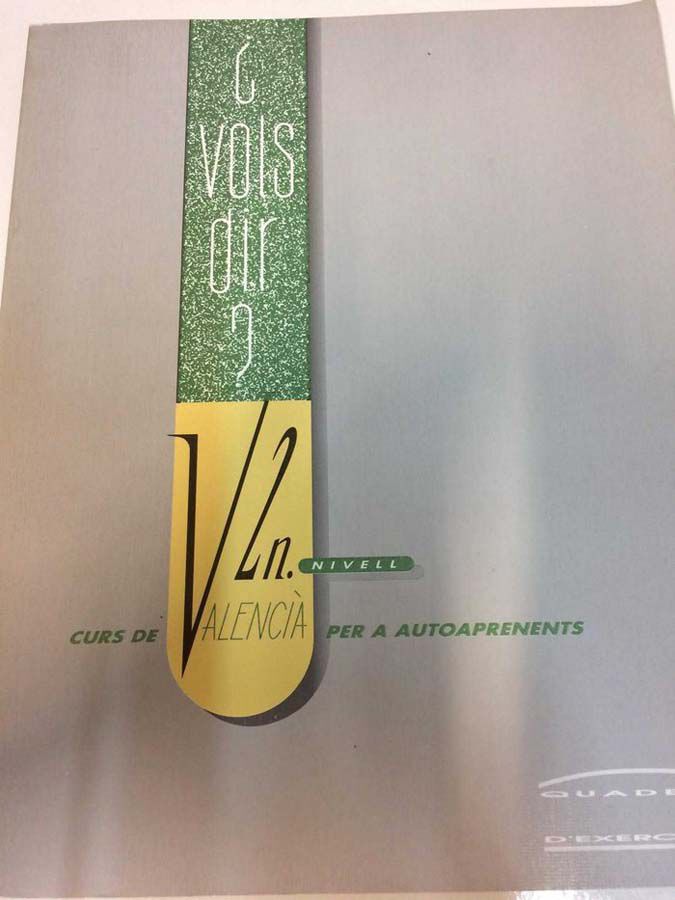 ¿
vols
dir
?
2n.
NIVELL
CURS DE VALENCIÀ PER A AUTOAPRENENTS
QUADE
D'EXERC